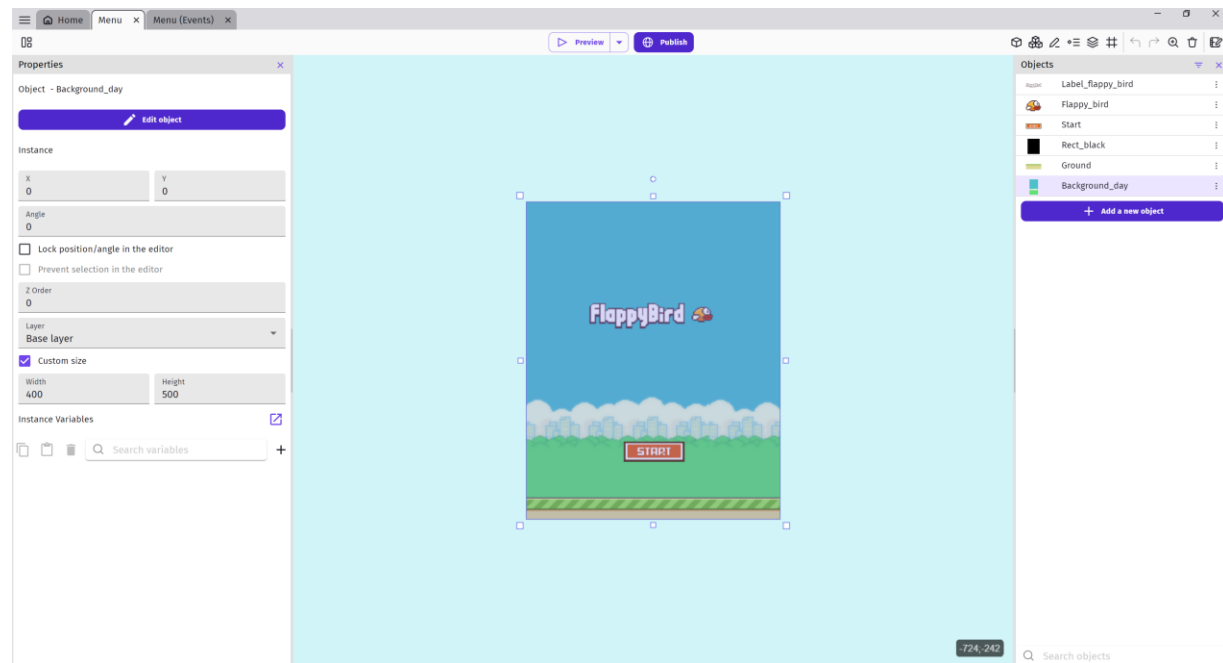 Home
Menu
Menu (Events)
Preview
Publish
Properties
Object - Background_day
Edit object
Instance
X
0
Y
0
Angle
0
Lock position/angle in the editor
Prevent selection in the editor
Z Order
0
Layer
Base layer
Custom size
Width
400
Height
500
Instance Variables
Search variables
FlappyBird
START
-724;-242
Objects
Label_flappy_bird
Flappy_bird
Start
Rect_black
Ground
Background_day
Add a new object
Search objects